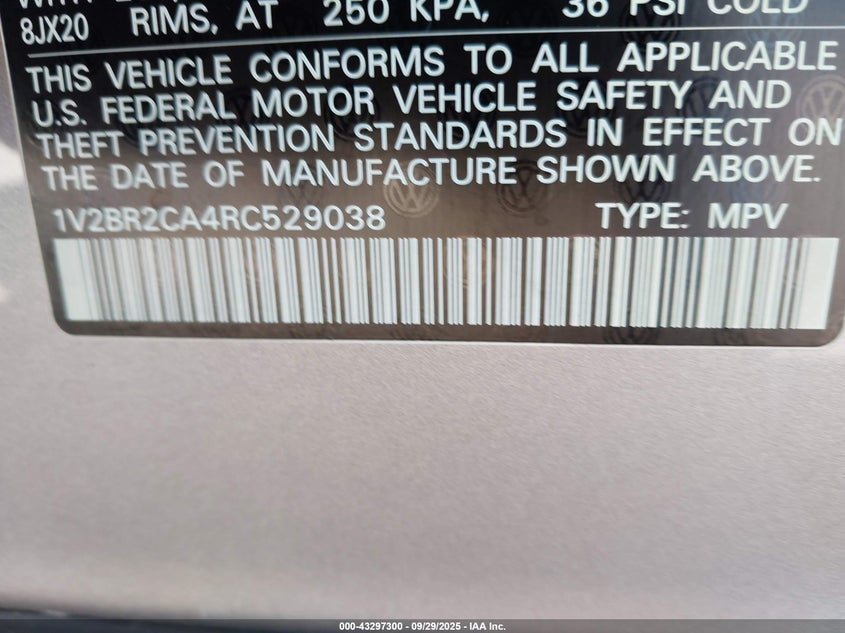 8JX20 RIMS, AT 250 KPA, 36 PSI COLD
THIS VEHICLE CONFORMS TO ALL APPLICABLE
U.S. FEDERAL MOTOR VEHICLE SAFETY AND
THEFT PREVENTION STANDARDS IN EFFECT ON
THE DATE OF MANUFACTURE SHOWN ABOVE.
1V2BR2CA4RC529038 TYPE: MPV
000-43297300 | 09/29/2025 - IAA Inc.